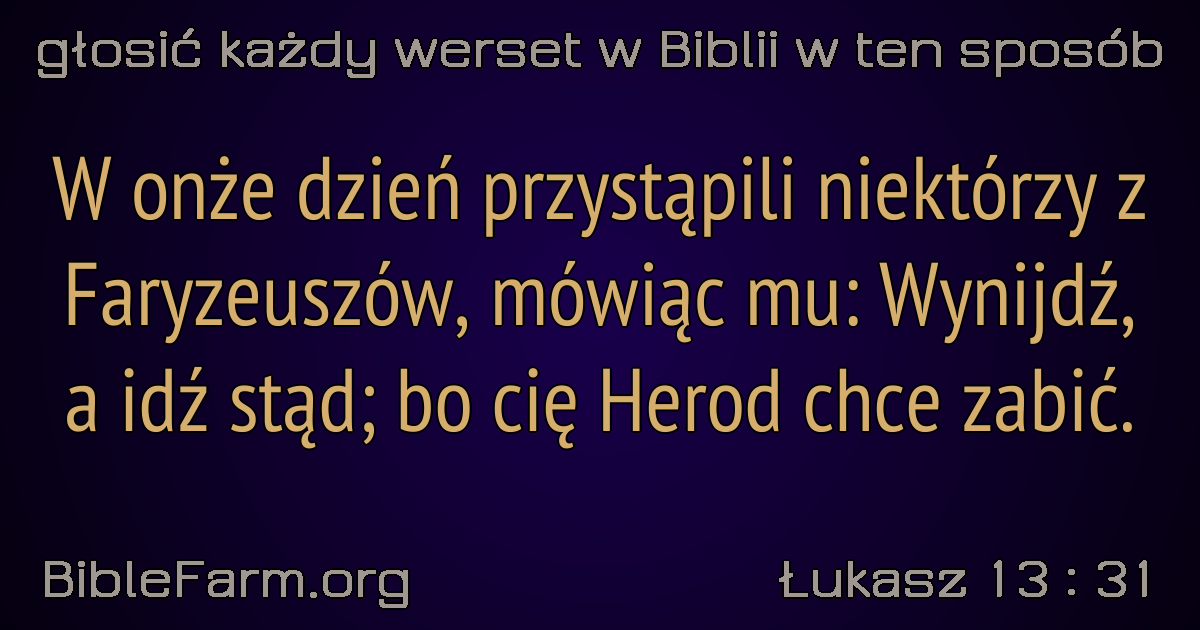 głosić każdy werset w Biblii w ten sposób
W onże dzień przystąpili niektórzy z
Faryzeuszów, mówiąc mu: Wynijdź,
a idź stąd; bo cię Herod chce zabić.
BibleFarm.org
Łukasz 13 : 31